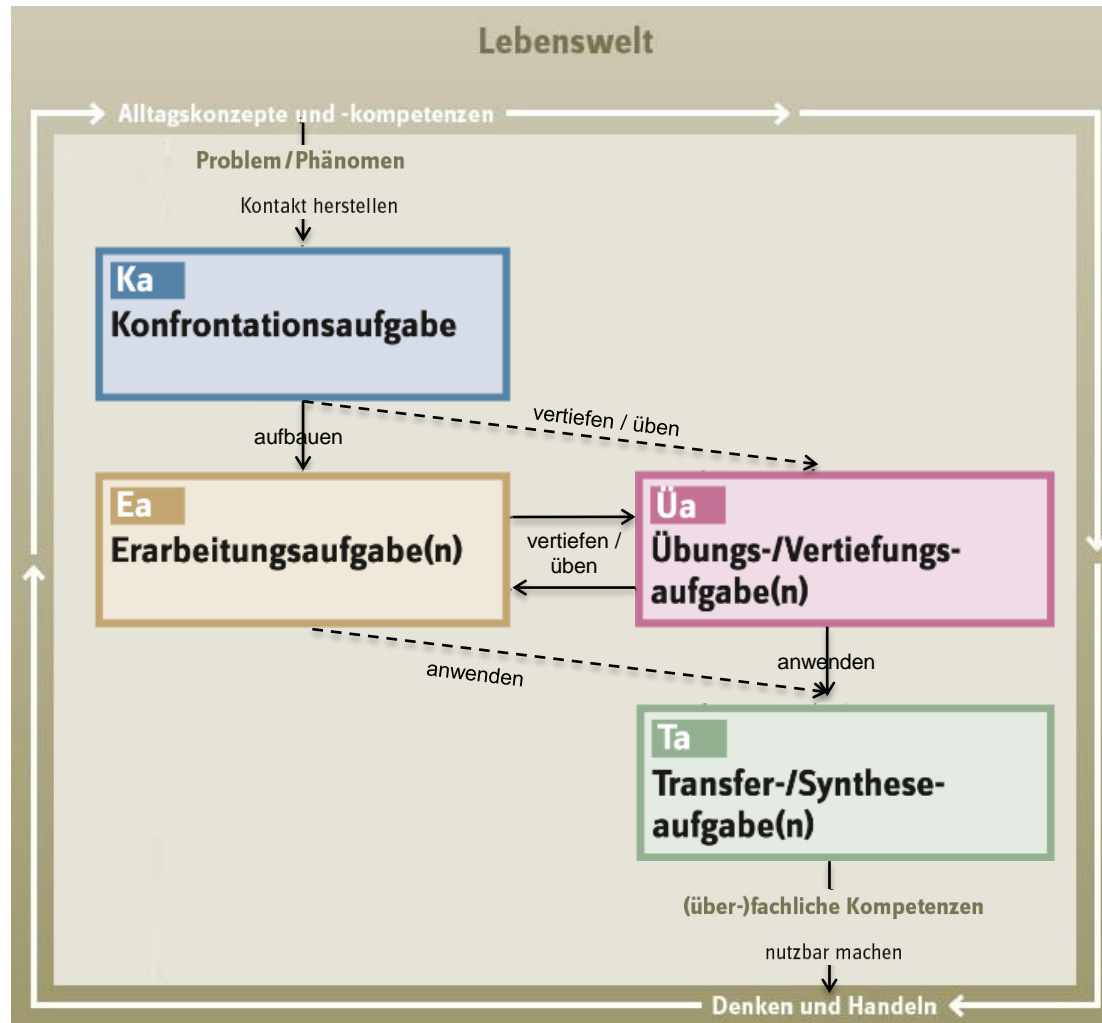 Lebenswelt
Alltagskonzepte und -kompetenzen
Problem/Phänomen
Kontakt herstellen
Ka
Konfrontationsaufgabe
vertiefen / üben
aufbauen
Ea
Erarbeitungsaufgabe(n)
vertiefen /
üben
Üa
Übungs-/Vertiefungs-
aufgabe(n)
anwenden
anwenden
Ta
Transfer-/Synthese-
aufgabe(n)
(über-)fachliche Kompetenzen
nutzbar machen
Denken und Handeln